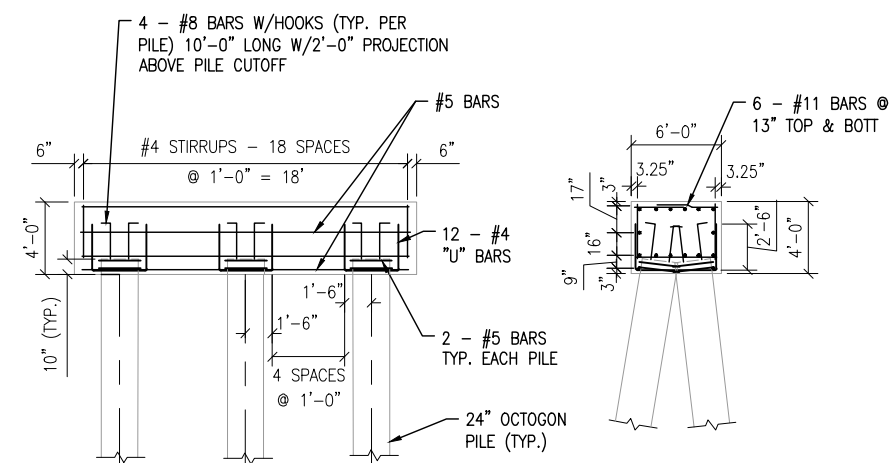 4 – #8 BARS W/HOOKS (TYP. PER
PILE) 10'–0" LONG W/2'–0" PROJECTION
ABOVE PILE CUTOFF
#5 BARS
6"
#4 STIRRUPS – 18 SPACES
@ 1'–0" = 18'
6"
4'–0"
12 – #4
"U" BARS
10" (TYP.)
1'–6"
1'–6"
2 – #5 BARS
TYP. EACH PILE
4 SPACES
@ 1'–0"
24" OCTOGON
PILE (TYP.)
6 – #11 BARS @
13" TOP & BOTT
6'–0"
3.25"
3.25"
17"
3"
16"
9"
3"
2'–6"
4'–0"